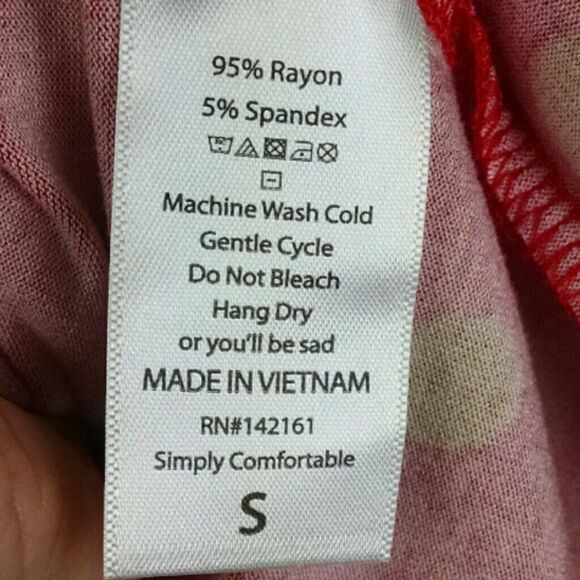 95% Rayon
5% Spandex
Machine Wash Cold
Gentle Cycle
Do Not Bleach
Hang Dry
or you'll be sad
MADE IN VIETNAM
RN#142161
Simply Comfortable
S